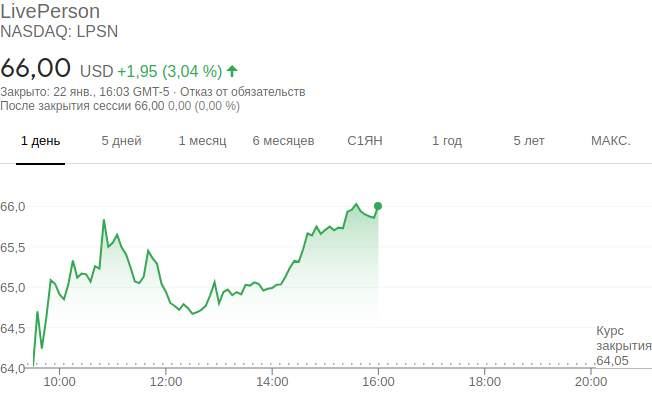 LivePerson
NASDAQ: LPSN
66,00 USD +1,95 (3,04 %)
Закрыто: 22 янв., 16:03 GMT-5 · Отказ от обязательств
После закрытия сессии 66,00 0,00 (0,00 %)
1 день 5 дней 1 месяц 6 месяцев С1ЯН 1 год 5 лет МАКС.
66,0
65,5
65,0
64,5
Курс
закрытия
64,05
64,0
10:00 12:00 14:00 16:00 18:00 20:00